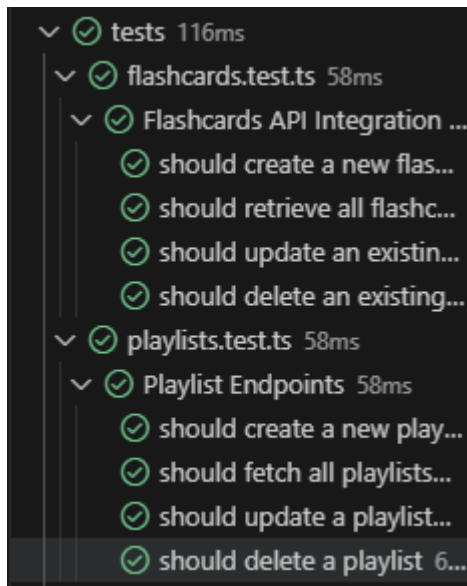 tests 116ms
flashcards.test.ts 58ms
Flashcards API Integration ...
should create a new flas...
should retrieve all flashc...
should update an existin...
should delete an existing...
playlists.test.ts 58ms
Playlist Endpoints 58ms
should create a new play...
should fetch all playlists...
should update a playlist...
should delete a playlist 6...